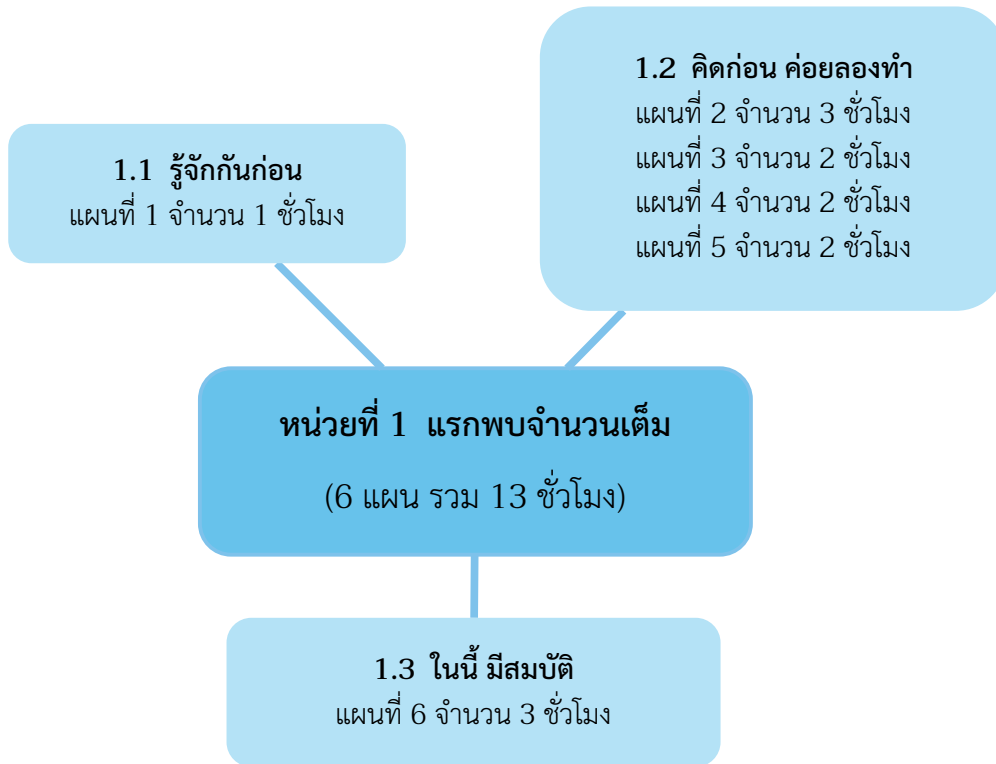 1.1 รู้จักกันก่อน
แผนที่ 1 จำนวน 1 ชั่วโมง
1.2 คิดก่อน ค่อยลองทำ
แผนที่ 2 จำนวน 3 ชั่วโมง
แผนที่ 3 จำนวน 2 ชั่วโมง
แผนที่ 4 จำนวน 2 ชั่วโมง
แผนที่ 5 จำนวน 2 ชั่วโมง
หน่วยที่ 1 แรกพบจำนวนเต็ม
(6 แผน รวม 13 ชั่วโมง)
1.3 ในนี้ มีสมบัติ
แผนที่ 6 จำนวน 3 ชั่วโมง